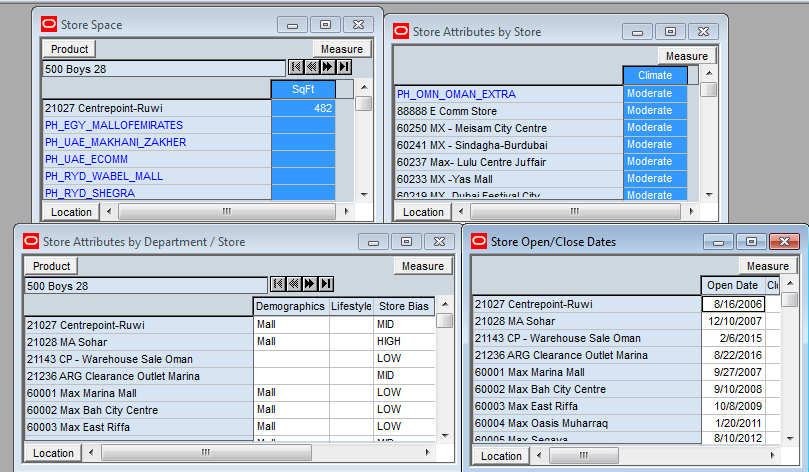 Store Space
Product
Measure
500 Boys 28
SqFt
21027 Centrepoint-Ruwi 482
PH_EGY_MALLOFEMIRATES
PH_UAE_MAKHANI_ZAKHER
PH_UAE_ECOMM
PH_RYD_WABEL_MALL
PH_RYD_SHEGRA
Location
Store Attributes by Store
Measure
Climate
PH_OMN_OMAN_EXTRA Moderate
88888 E Comm Store Moderate
60250 MX - Meisam City Centre Moderate
60241 MX - Sindagha-Burdubai Moderate
60237 Max- Lulu Centre Juffair Moderate
60233 MX -Yas Mall Moderate
60219 MX Dubai Festival City Moderate
Location
Store Attributes by Department / Store
Product
Measure
500 Boys 28
Demographics Lifestyle Store Bias
21027 Centrepoint-Ruwi Mall MID
21028 MA Sohar Mall HIGH
21143 CP - Warehouse Sale Oman LOW
21236 ARG Clearance Outlet Marina MID
60001 Max Marina Mall Mall LOW
60002 Max Bah City Centre Mall LOW
60003 Max East Riffa Mall LOW
Mall MID
Location
Store Open/Close Dates
Measure
Open Date
21027 Centrepoint-Ruwi 8/16/2006
21028 MA Sohar 12/10/2007
21143 CP - Warehouse Sale Oman 2/6/2015
21236 ARG Clearance Outlet Marina 8/22/2016
60001 Max Marina Mall 9/27/2007
60002 Max Bah City Centre 9/10/2008
60003 Max East Riffa 10/8/2009
60004 Max Oasis Muharraq 1/20/2011
60005 Max Segaya 8/10/2012
Location